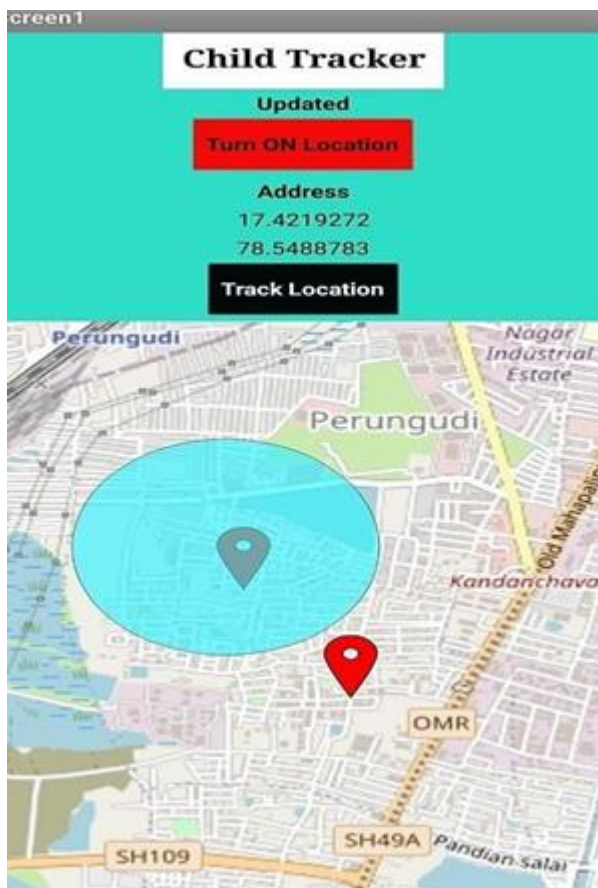 creen1
Child Tracker
Updated
Turn ON Location
Address
17.4219272
78.5488783
Track Location
Perungudi
Nagar
Industrial
Estate
Perungudi
Old Mahapali
Kandanchava
OMR
SH49A
Pandian salai
SH109